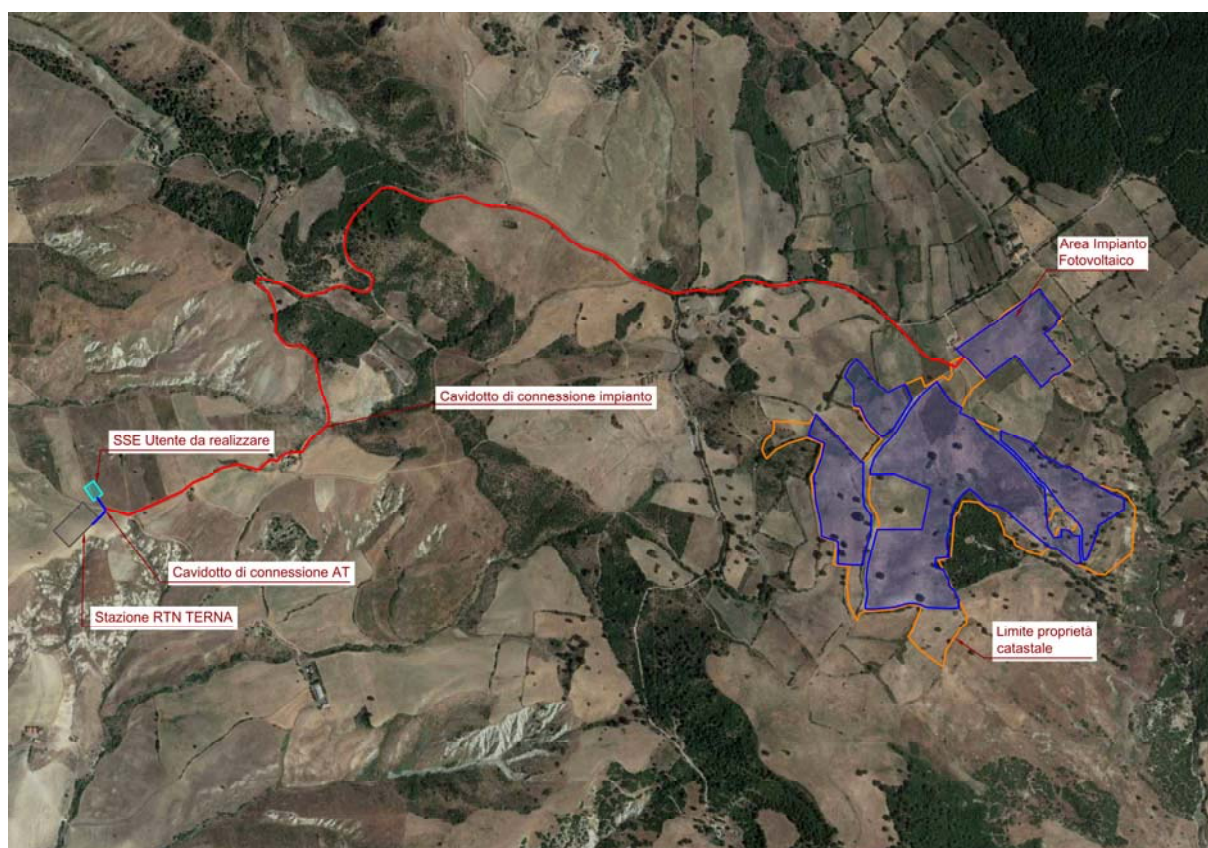 Area Impianto
Fotovoltaico
Cavidotto di connessione impianto
SSE Utente da realizzare
Cavidotto di connessione AT
Stazione RTN TERNA
Limite proprietà
catastale